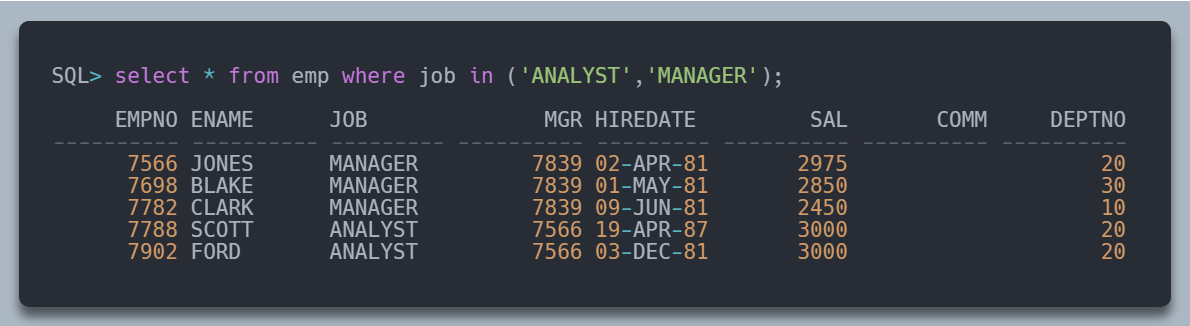 SQL> select * from emp where job in ('ANALYST','MANAGER');
     EMPNO ENAME      JOB              MGR HIREDATE         SAL       COMM     DEPTNO
---------- ---------- --------- ---------- --------- ---------- ---------- ----------
      7566 JONES      MANAGER         7839 02-APR-81       2975                    20
      7698 BLAKE      MANAGER         7839 01-MAY-81       2850                    30
      7782 CLARK      MANAGER         7839 09-JUN-81       2450                    10
      7788 SCOTT      ANALYST         7566 19-APR-87       3000                    20
      7902 FORD       ANALYST         7566 03-DEC-81       3000                    20